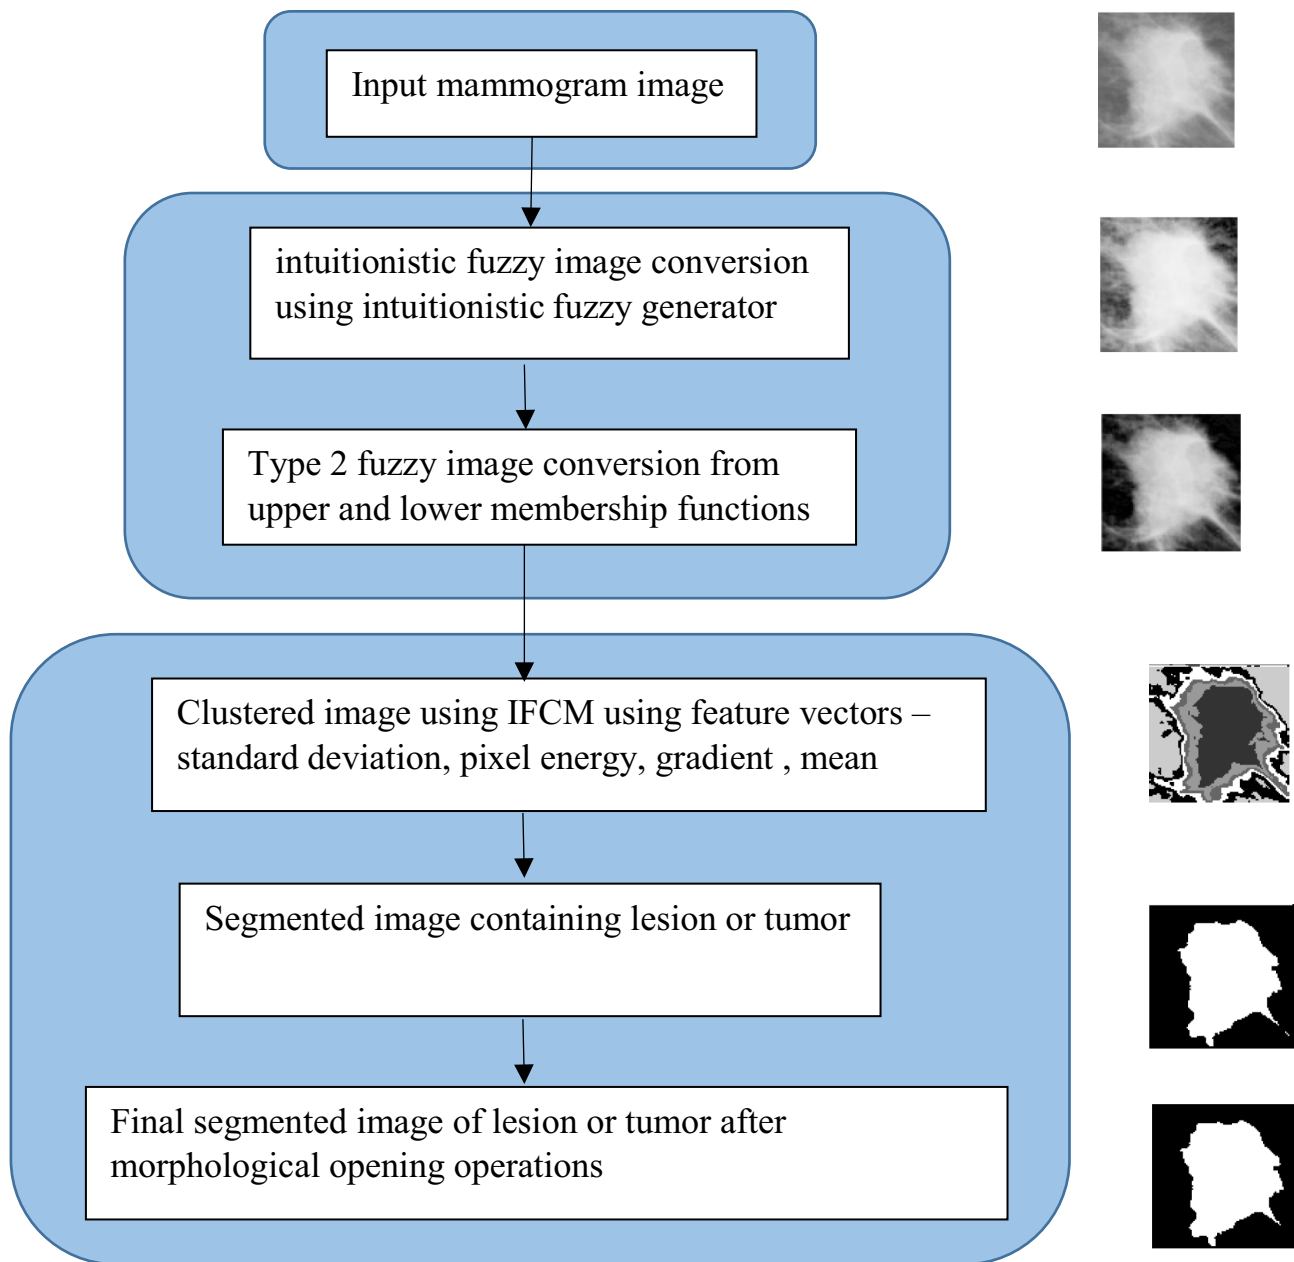 Input mammogram image
intuitionistic fuzzy image conversion
using intuitionistic fuzzy generator
Type 2 fuzzy image conversion from
upper and lower membership functions
Clustered image using IFCM using feature vectors –
standard deviation, pixel energy, gradient , mean
Segmented image containing lesion or tumor
Final segmented image of lesion or tumor after
morphological opening operations